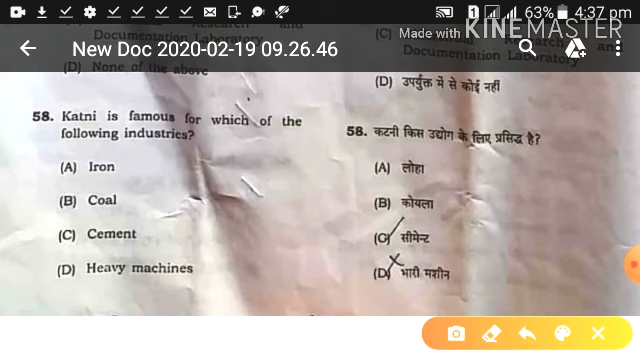 63% 4:37 pm
Made with KINEMASTER
New Doc 2020-02-19 09.26.46
Documentation Laboratory
(D) None of the above
(C)
and
Documentation Laboratory
(D) उपर्युक्त में से कोई नहीं
58. Katni is famous for which of the
following industries?
(A) Iron
(B) Coal
(C) Cement
(D) Heavy machines
58. कटनी किस उद्योग के लिए प्रसिद्ध है?
(A) लोहा
(B) कोयला
(C) सीमेन्ट
(D) भारी मशीन